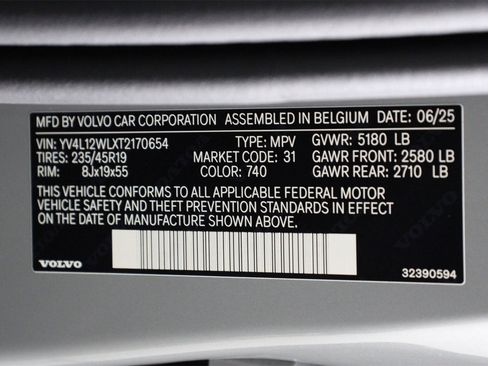 MFD BY VOLVO CAR CORPORATION ASSEMBLED IN BELGIUM DATE: 06/25
VIN: YV4L12WLXT2170654 TYPE: MPV GVWR: 5180 LB
TIRES: 235/45R19 MARKET CODE: 31 GAWR FRONT: 2580 LB
RIM: 8Jx19x55 COLOR: 740 GAWR REAR: 2710 LB
THIS VEHICLE CONFORMS TO ALL APPLICABLE FEDERAL MOTOR
VEHICLE SAFETY AND THEFT PREVENTION STANDARDS IN EFFECT
ON THE DATE OF MANUFACTURE SHOWN ABOVE.
VOLVO
VOLVO 32390594